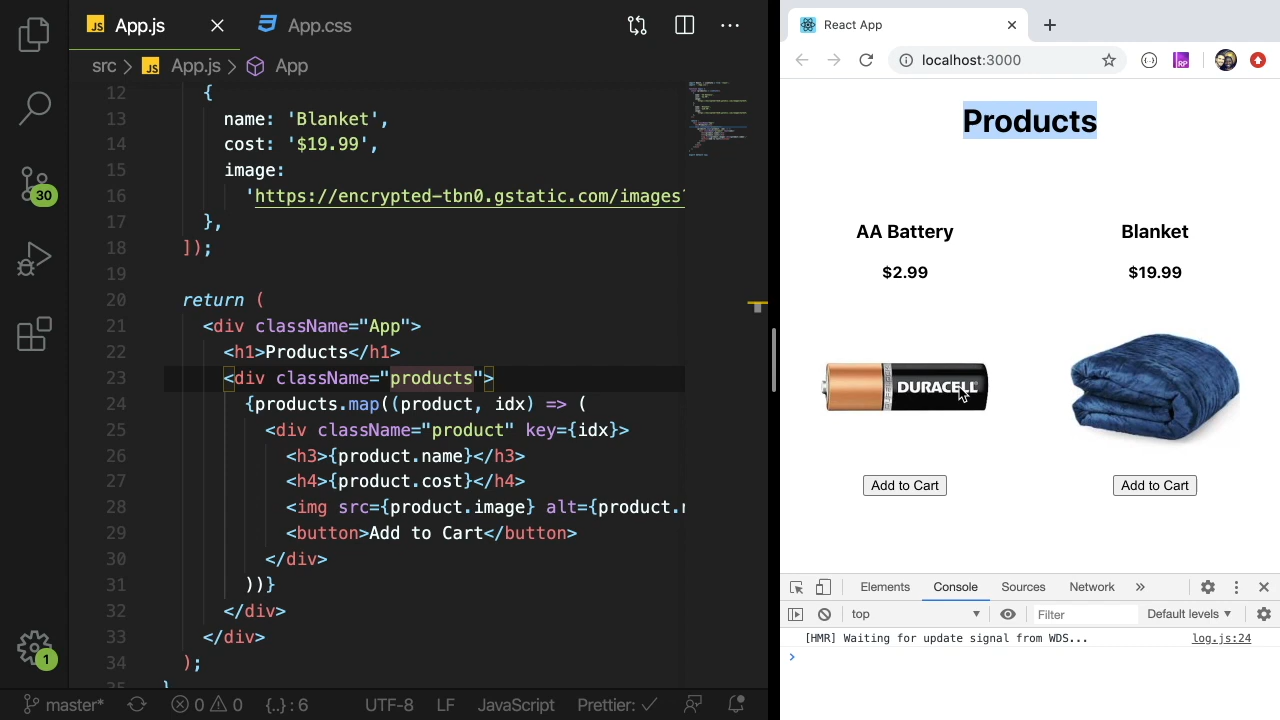 JS App.js
App.css
src > JS App.js > App
12 {
13 name: 'Blanket',
14 cost: '$19.99',
15 image:
16 'https://encrypted-tbn0.gstatic.com/images
17 },
18 ]);
19
20 return (
21 <div className="App">
22 <h1>Products</h1>
23 <div className="products">
24 {products.map((product, idx) => (
25 <div className="product" key={idx}>
26 <h3>{product.name}</h3>
27 <h4>{product.cost}</h4>
28 <img src={product.image} alt={product.
29 <button>Add to Cart</button>
30 </div>
31 ))}
32 </div>
33 </div>
34 );
35 }
30
1
master* 0 0 {..} : 6 UTF-8 LF JavaScript Prettier: ✓
React App
localhost:3000
RP
Products
AA Battery
$2.99
DURACELL
Add to Cart
Blanket
$19.99
Add to Cart
Elements Console Sources Network »
top Filter Default levels
[HMR] Waiting for update signal from WDS... log.js:24
>